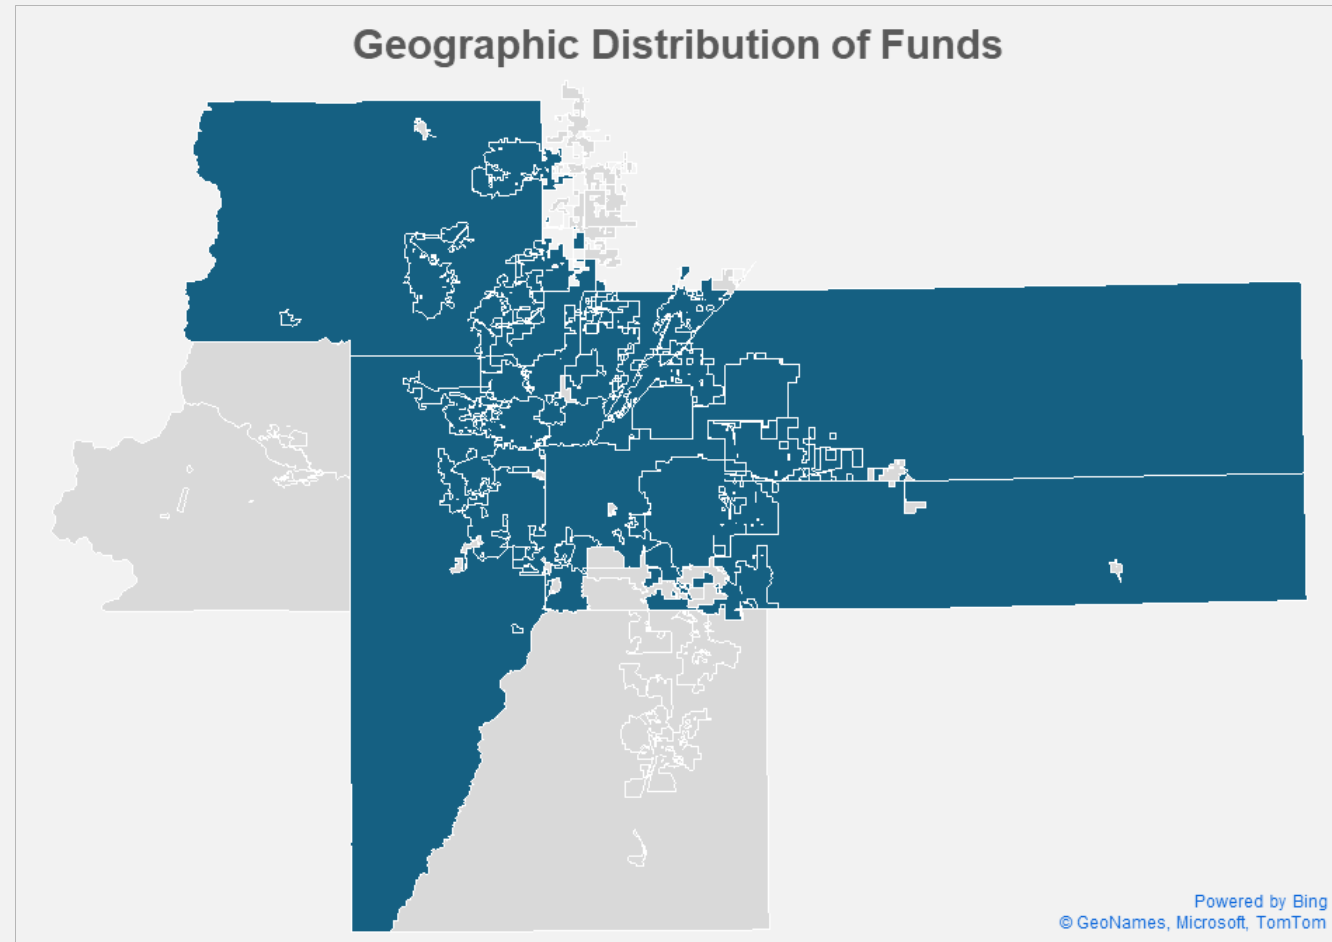 Geographic Distribution of Funds
Powered by Bing
© GeoNames, Microsoft, TomTom